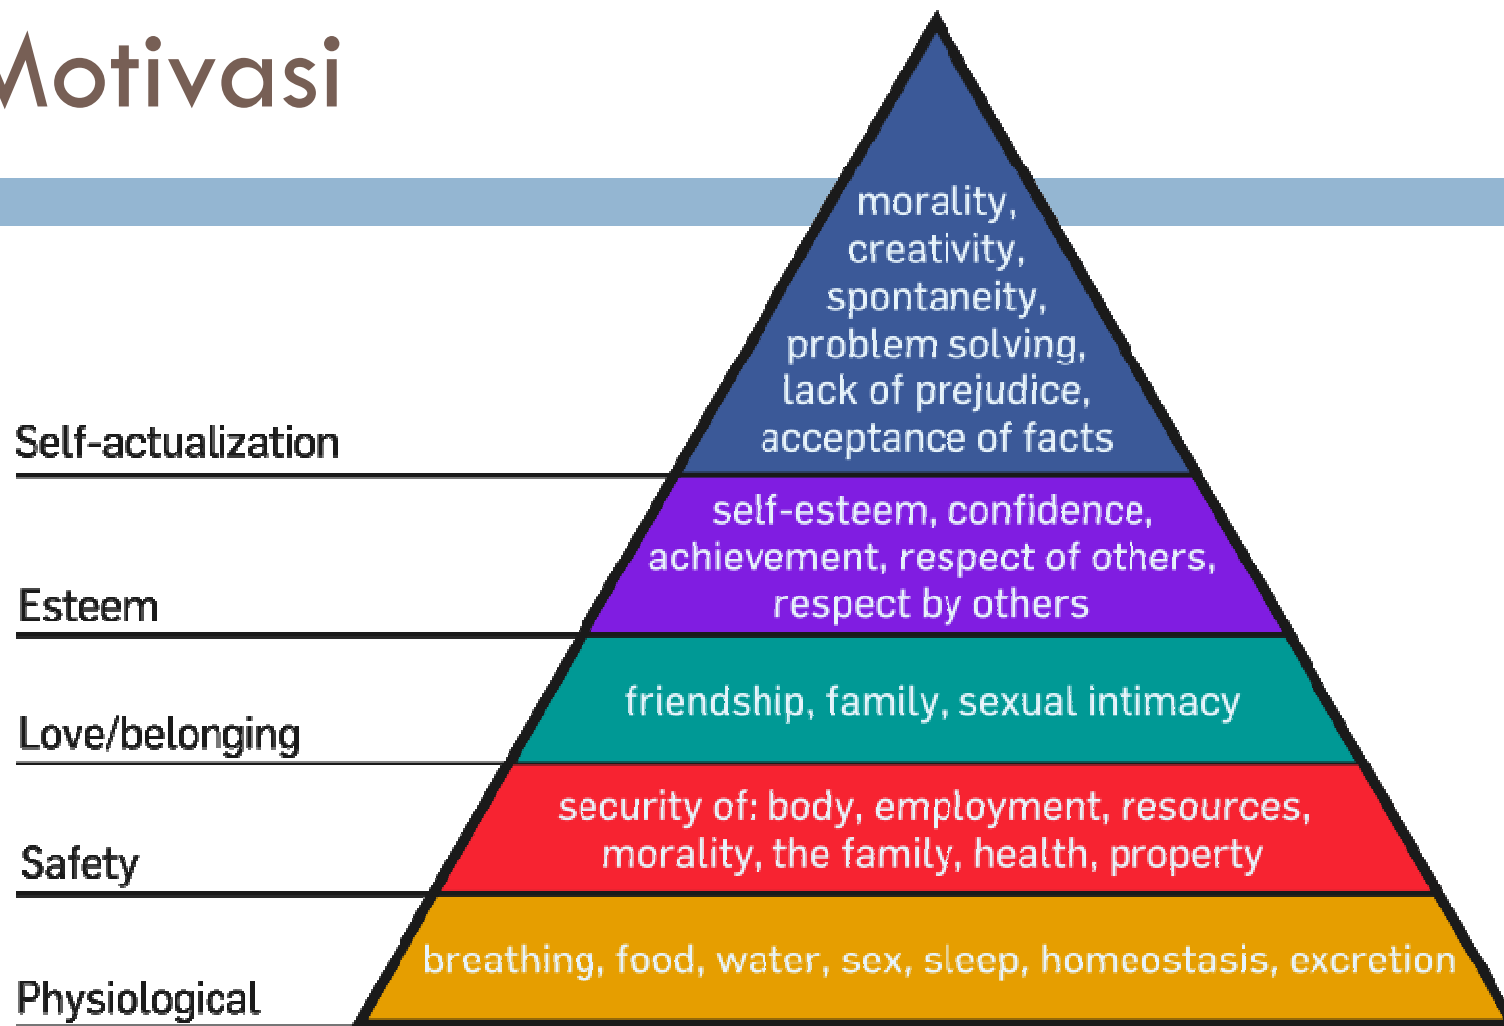 Motivasi
morality,
creativity,
spontaneity,
problem solving,
lack of prejudice,
acceptance of facts
Self-actualization
self-esteem, confidence,
achievement, respect of others,
respect by others
Esteem
friendship, family, sexual intimacy
Love/belonging
security of: body, employment, resources,
morality, the family, health, property
Safety
breathing, food, water, sex, sleep, homeostasis, excretion
Physiological